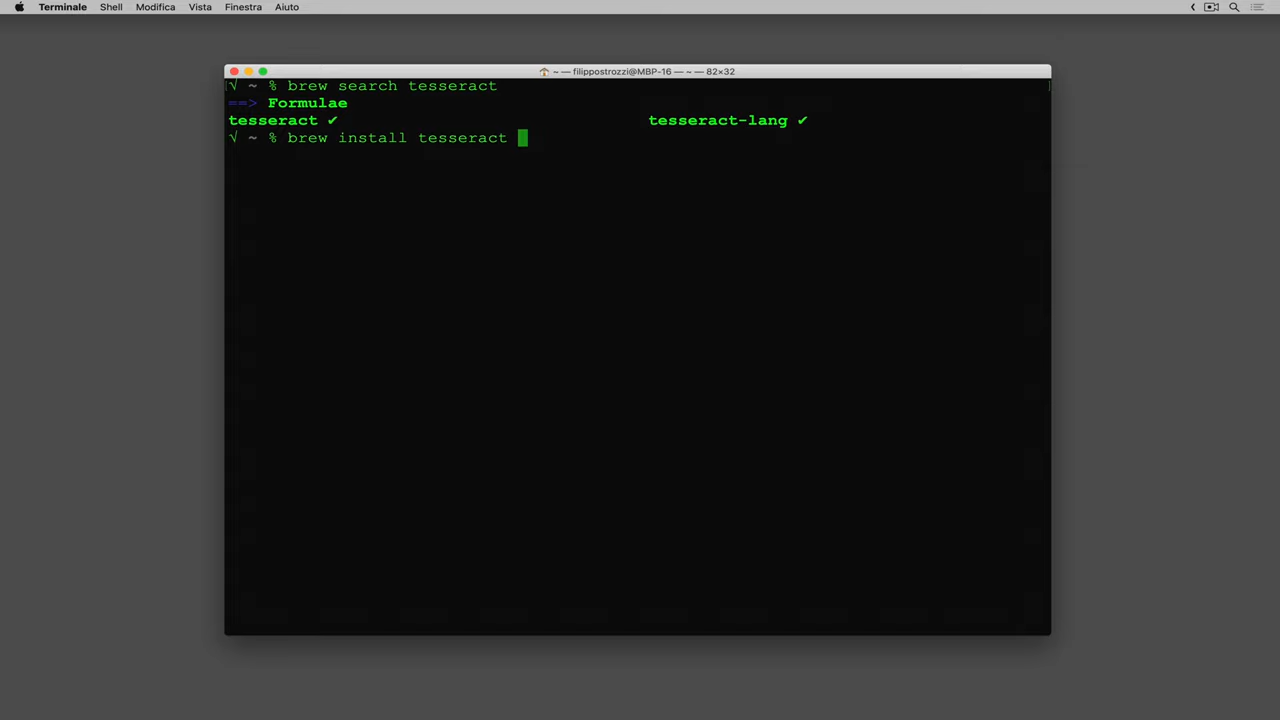 Terminale Shell Modifica Vista Finestra Aiuto
~ — filippostrozzi@MBP-16 — ~ — 82×32
√ ~ % brew search tesseract
==> Formulae
tesseract ✔ tesseract-lang ✔
√ ~ % brew install tesseract